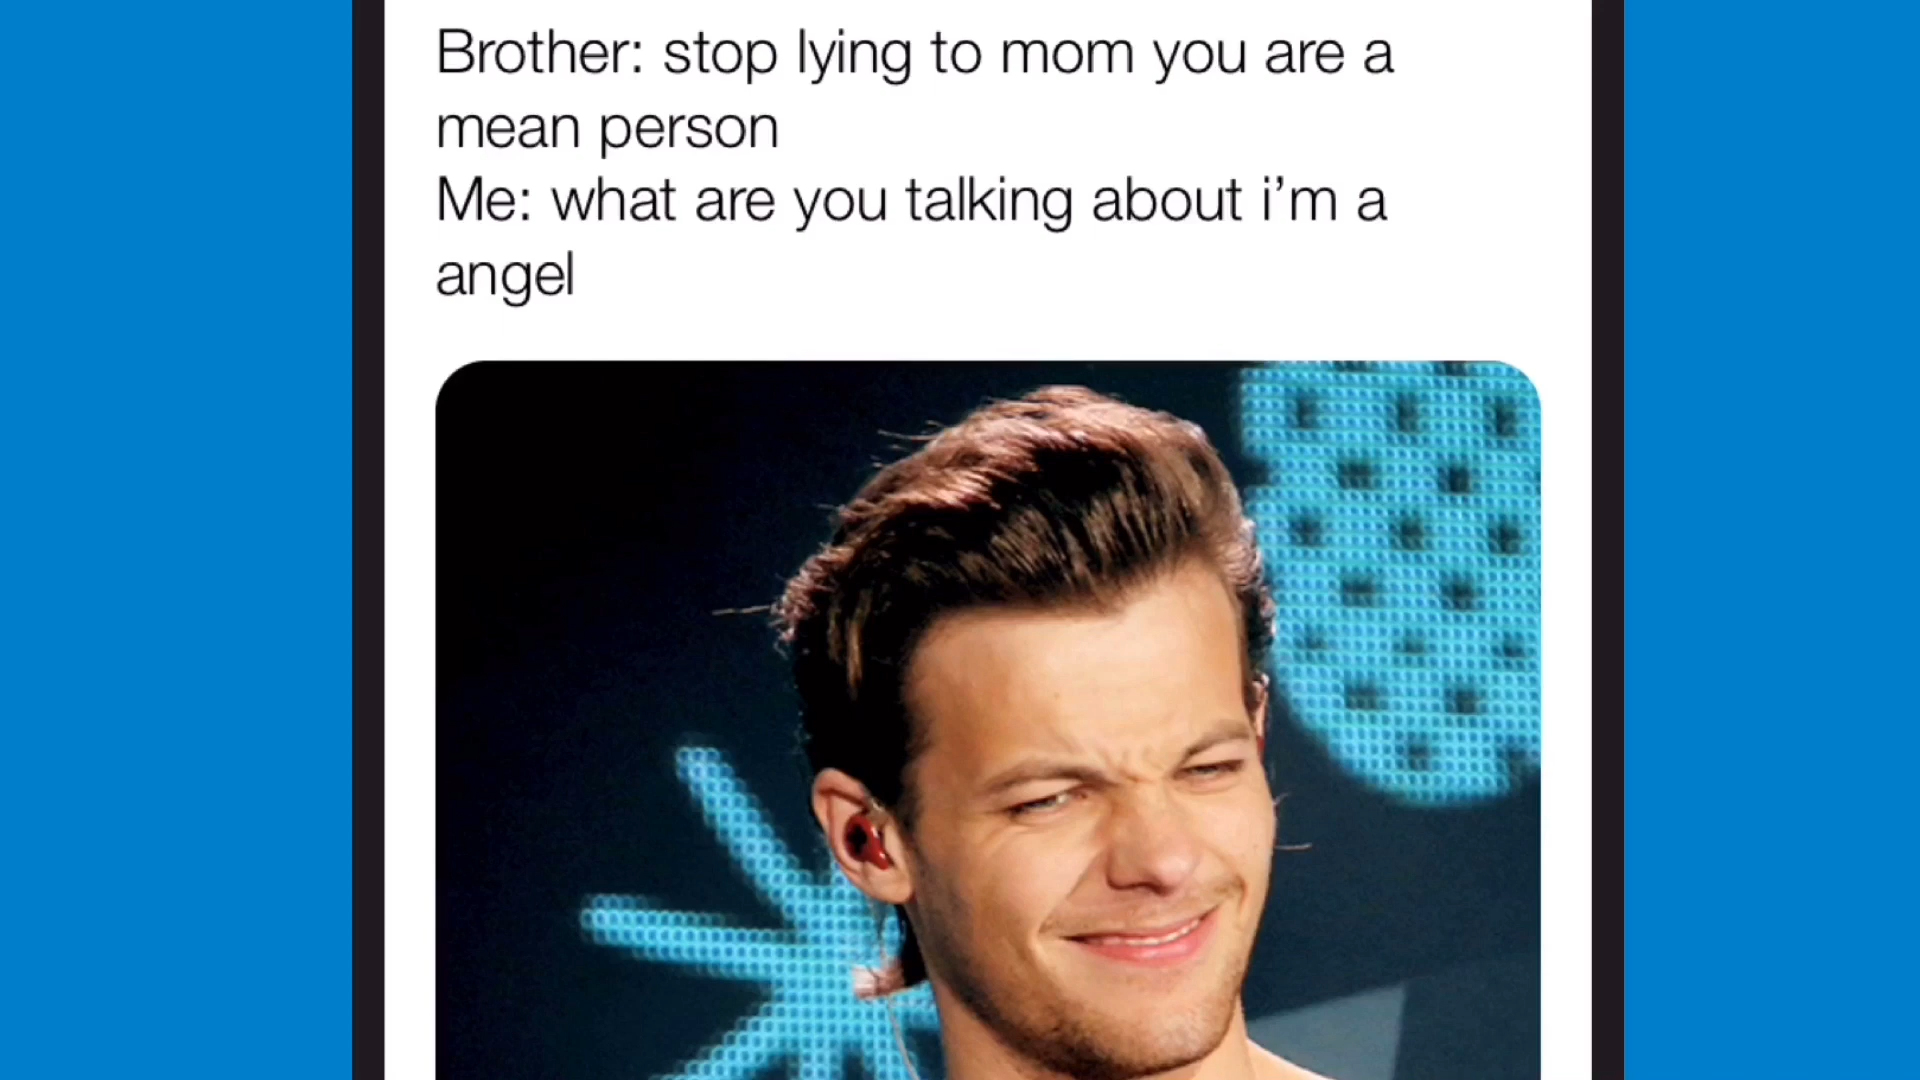 Brother: stop lying to mom you are a
mean person
Me: what are you talking about i’m a
angel